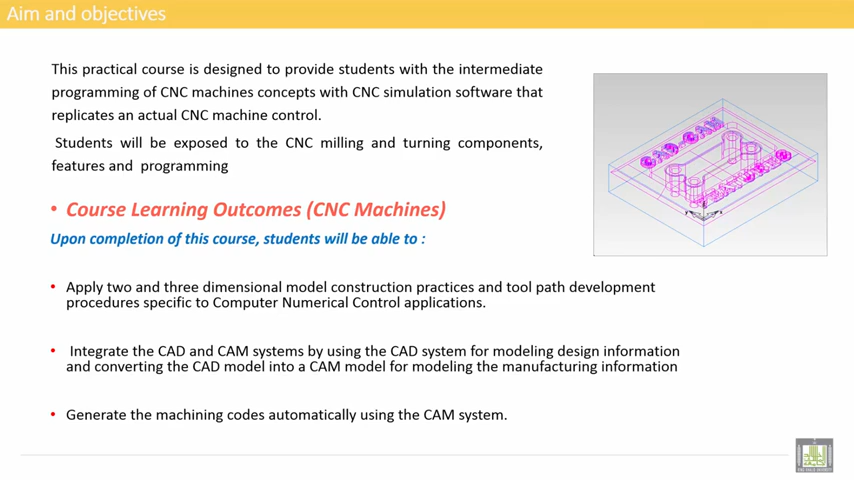 Aim and objectives
This practical course is designed to provide students with the intermediate
programming of CNC machines concepts with CNC simulation software that
replicates an actual CNC machine control.
Students will be exposed to the CNC milling and turning components,
features and programming
• Course Learning Outcomes (CNC Machines)
Upon completion of this course, students will be able to :
• Apply two and three dimensional model construction practices and tool path development
procedures specific to Computer Numerical Control applications.
• Integrate the CAD and CAM systems by using the CAD system for modeling design information
and converting the CAD model into a CAM model for modeling the manufacturing information
• Generate the machining codes automatically using the CAM system.